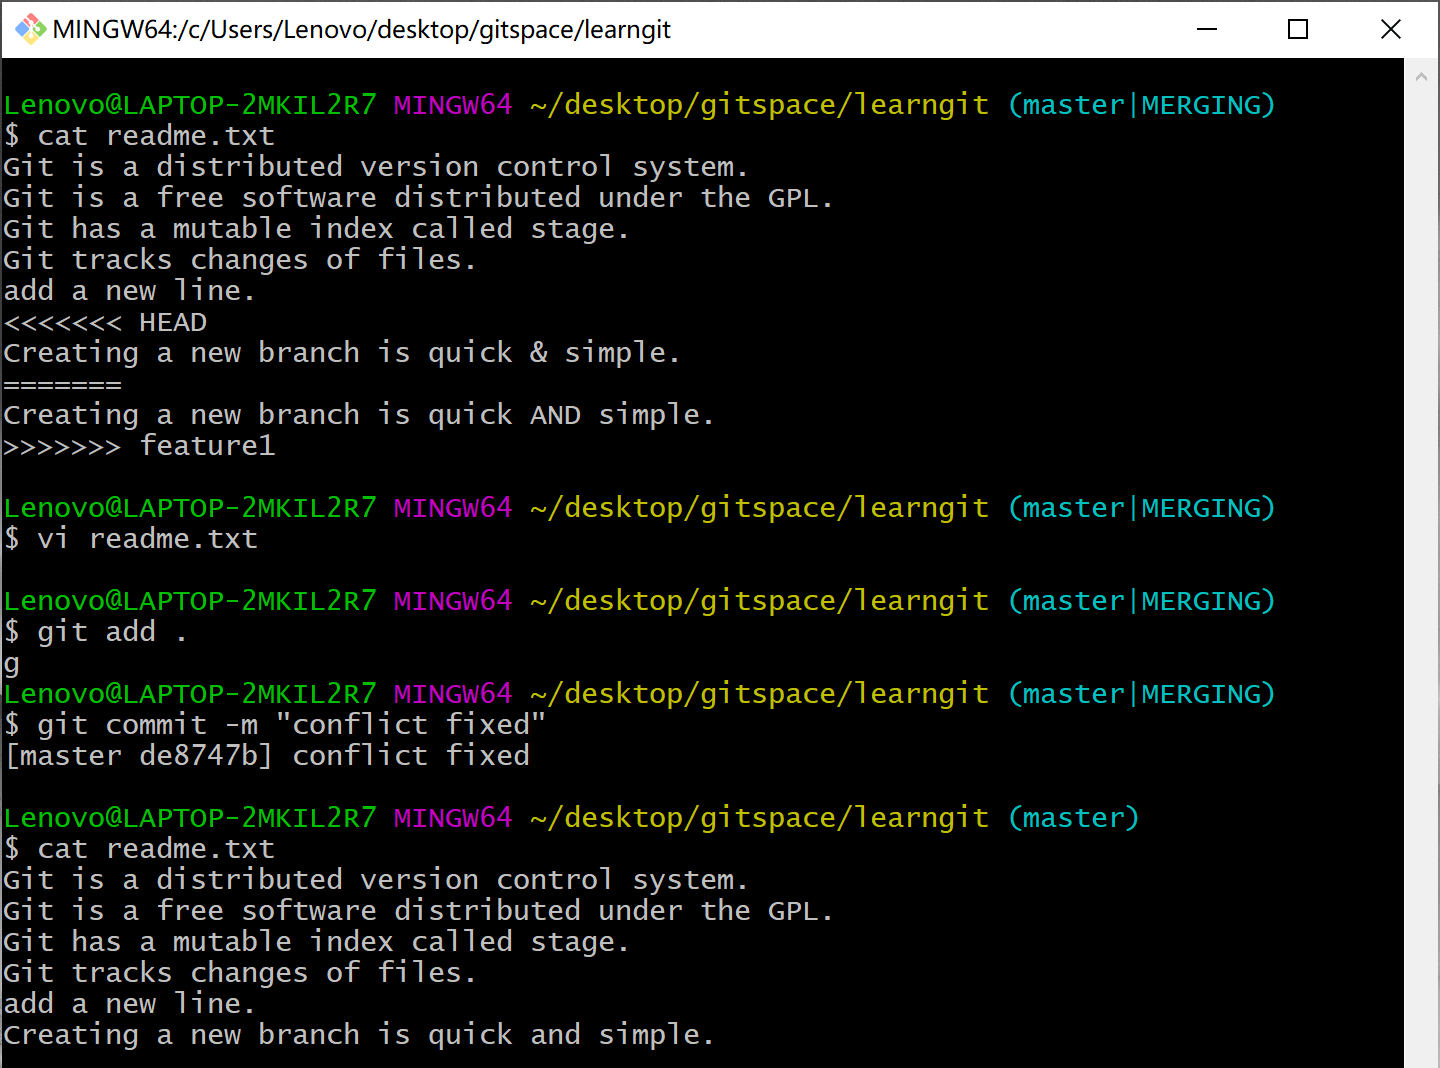 MINGW64:/c/Users/Lenovo/desktop/gitspace/learngit
Lenovo@LAPTOP-2MKIL2R7 MINGW64 ~/desktop/gitspace/learngit (master|MERGING)
$ cat readme.txt
Git is a distributed version control system.
Git is a free software distributed under the GPL.
Git has a mutable index called stage.
Git tracks changes of files.
add a new line.
<<<<<<< HEAD
Creating a new branch is quick & simple.
=======
Creating a new branch is quick AND simple.
>>>>>>> feature1
Lenovo@LAPTOP-2MKIL2R7 MINGW64 ~/desktop/gitspace/learngit (master|MERGING)
$ vi readme.txt
Lenovo@LAPTOP-2MKIL2R7 MINGW64 ~/desktop/gitspace/learngit (master|MERGING)
$ git add .
g
Lenovo@LAPTOP-2MKIL2R7 MINGW64 ~/desktop/gitspace/learngit (master|MERGING)
$ git commit -m "conflict fixed"
[master de8747b] conflict fixed
Lenovo@LAPTOP-2MKIL2R7 MINGW64 ~/desktop/gitspace/learngit (master)
$ cat readme.txt
Git is a distributed version control system.
Git is a free software distributed under the GPL.
Git has a mutable index called stage.
Git tracks changes of files.
add a new line.
Creating a new branch is quick and simple.